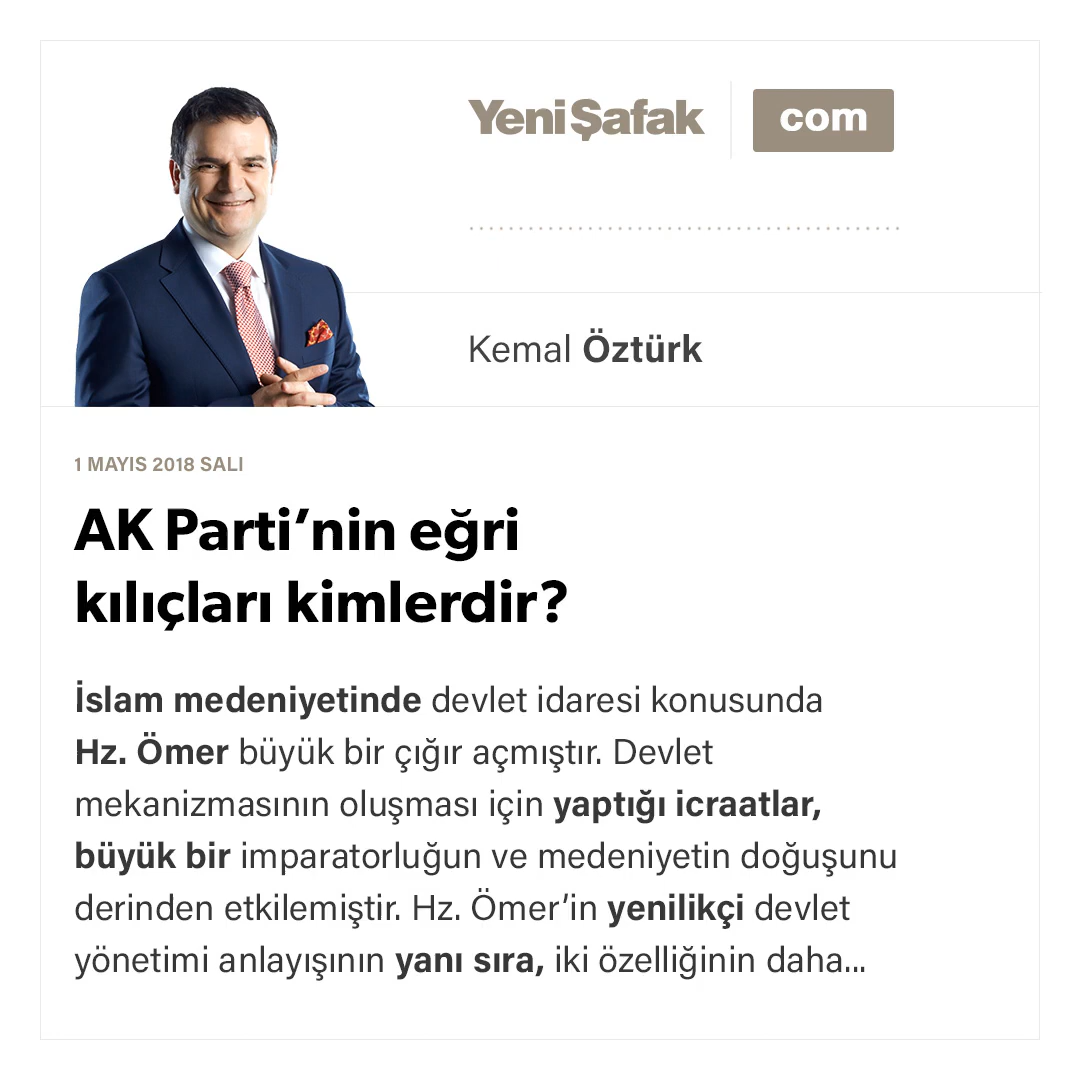 YeniŞafak com
Kemal Öztürk
1 MAYIS 2018 SALI
AK Parti’nin eğri
kılıçları kimlerdir?
İslam medeniyetinde devlet idaresi konusunda
Hz. Ömer büyük bir çığır açmıştır. Devlet
mekanizmasının oluşması için yaptığı icraatlar,
büyük bir imparatorluğun ve medeniyetin doğuşunu
derinden etkilemiştir. Hz. Ömer’in yenilikçi devlet
yönetimi anlayışının yanı sıra, iki özelliğinin daha...